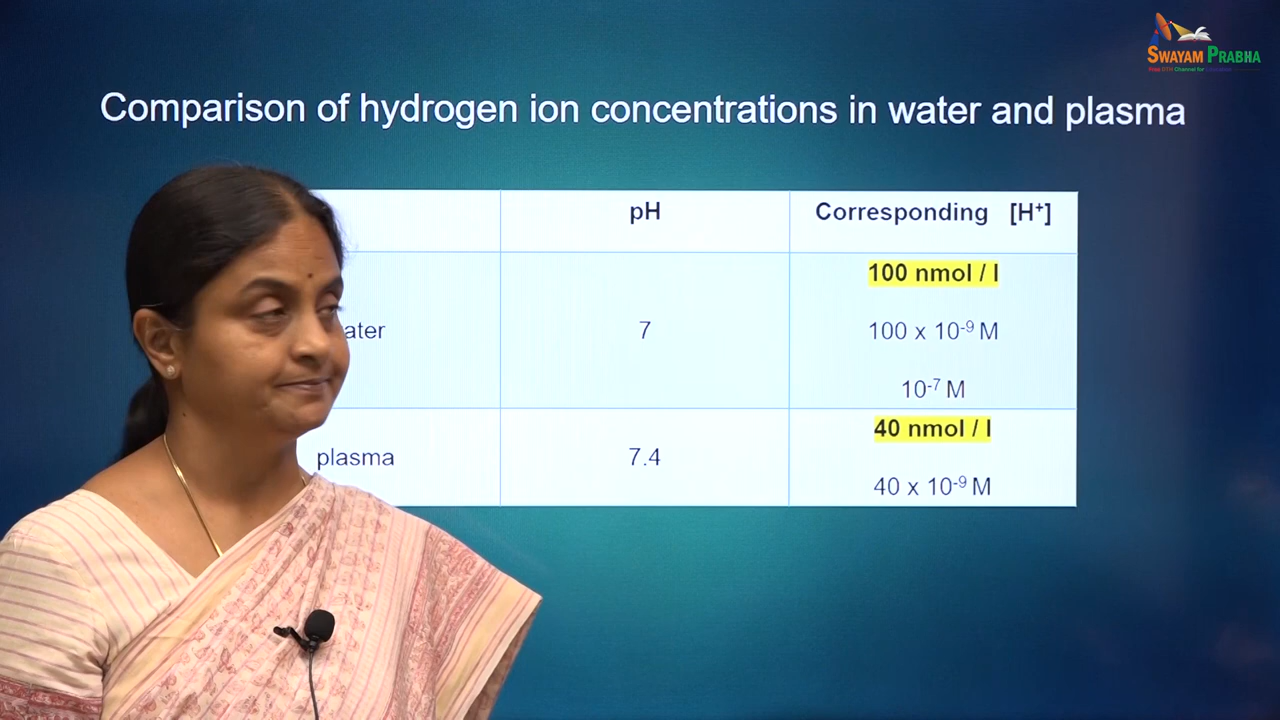 SWAYAM PRABHA
Comparison of hydrogen ion concentrations in water and plasma
pH
Corresponding [H⁺]
100 nmol / l
ater
7
100 x 10⁻⁹ M
10⁻⁷ M
40 nmol / l
plasma
7.4
40 x 10⁻⁹ M